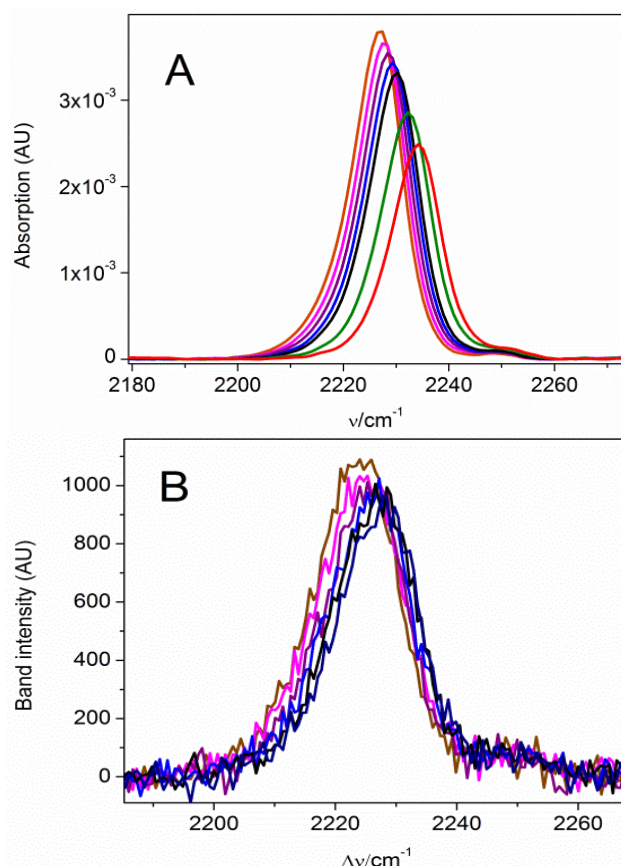 A
Absorption (AU)
3x10⁻³
2x10⁻³
1x10⁻³
0
2180 2200 2220 2240 2260
ν/cm⁻¹
B
Band intensity (AU)
1000
800
600
400
200
0
2200 2220 2240 2260
Δν/cm⁻¹